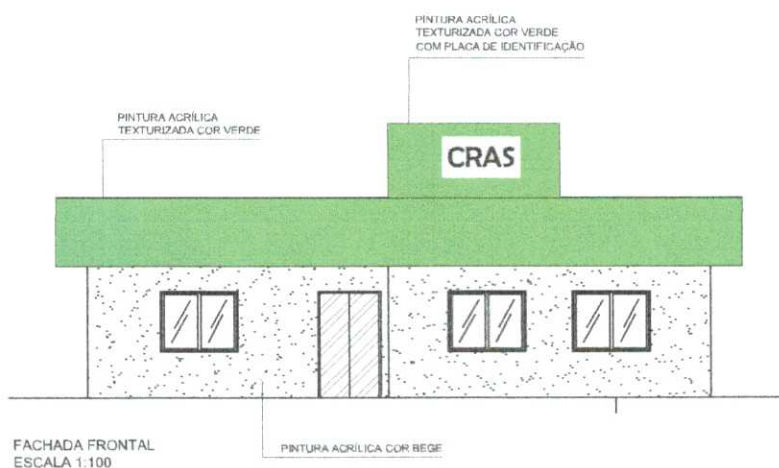 PINTURA ACRÍLICA
TEXTURIZADA COR VERDE
COM PLACA DE IDENTIFICAÇÃO
PINTURA ACRÍLICA
TEXTURIZADA COR VERDE
CRAS
PINTURA ACRÍLICA COR BEGE
FACHADA FRONTAL
ESCALA 1:100